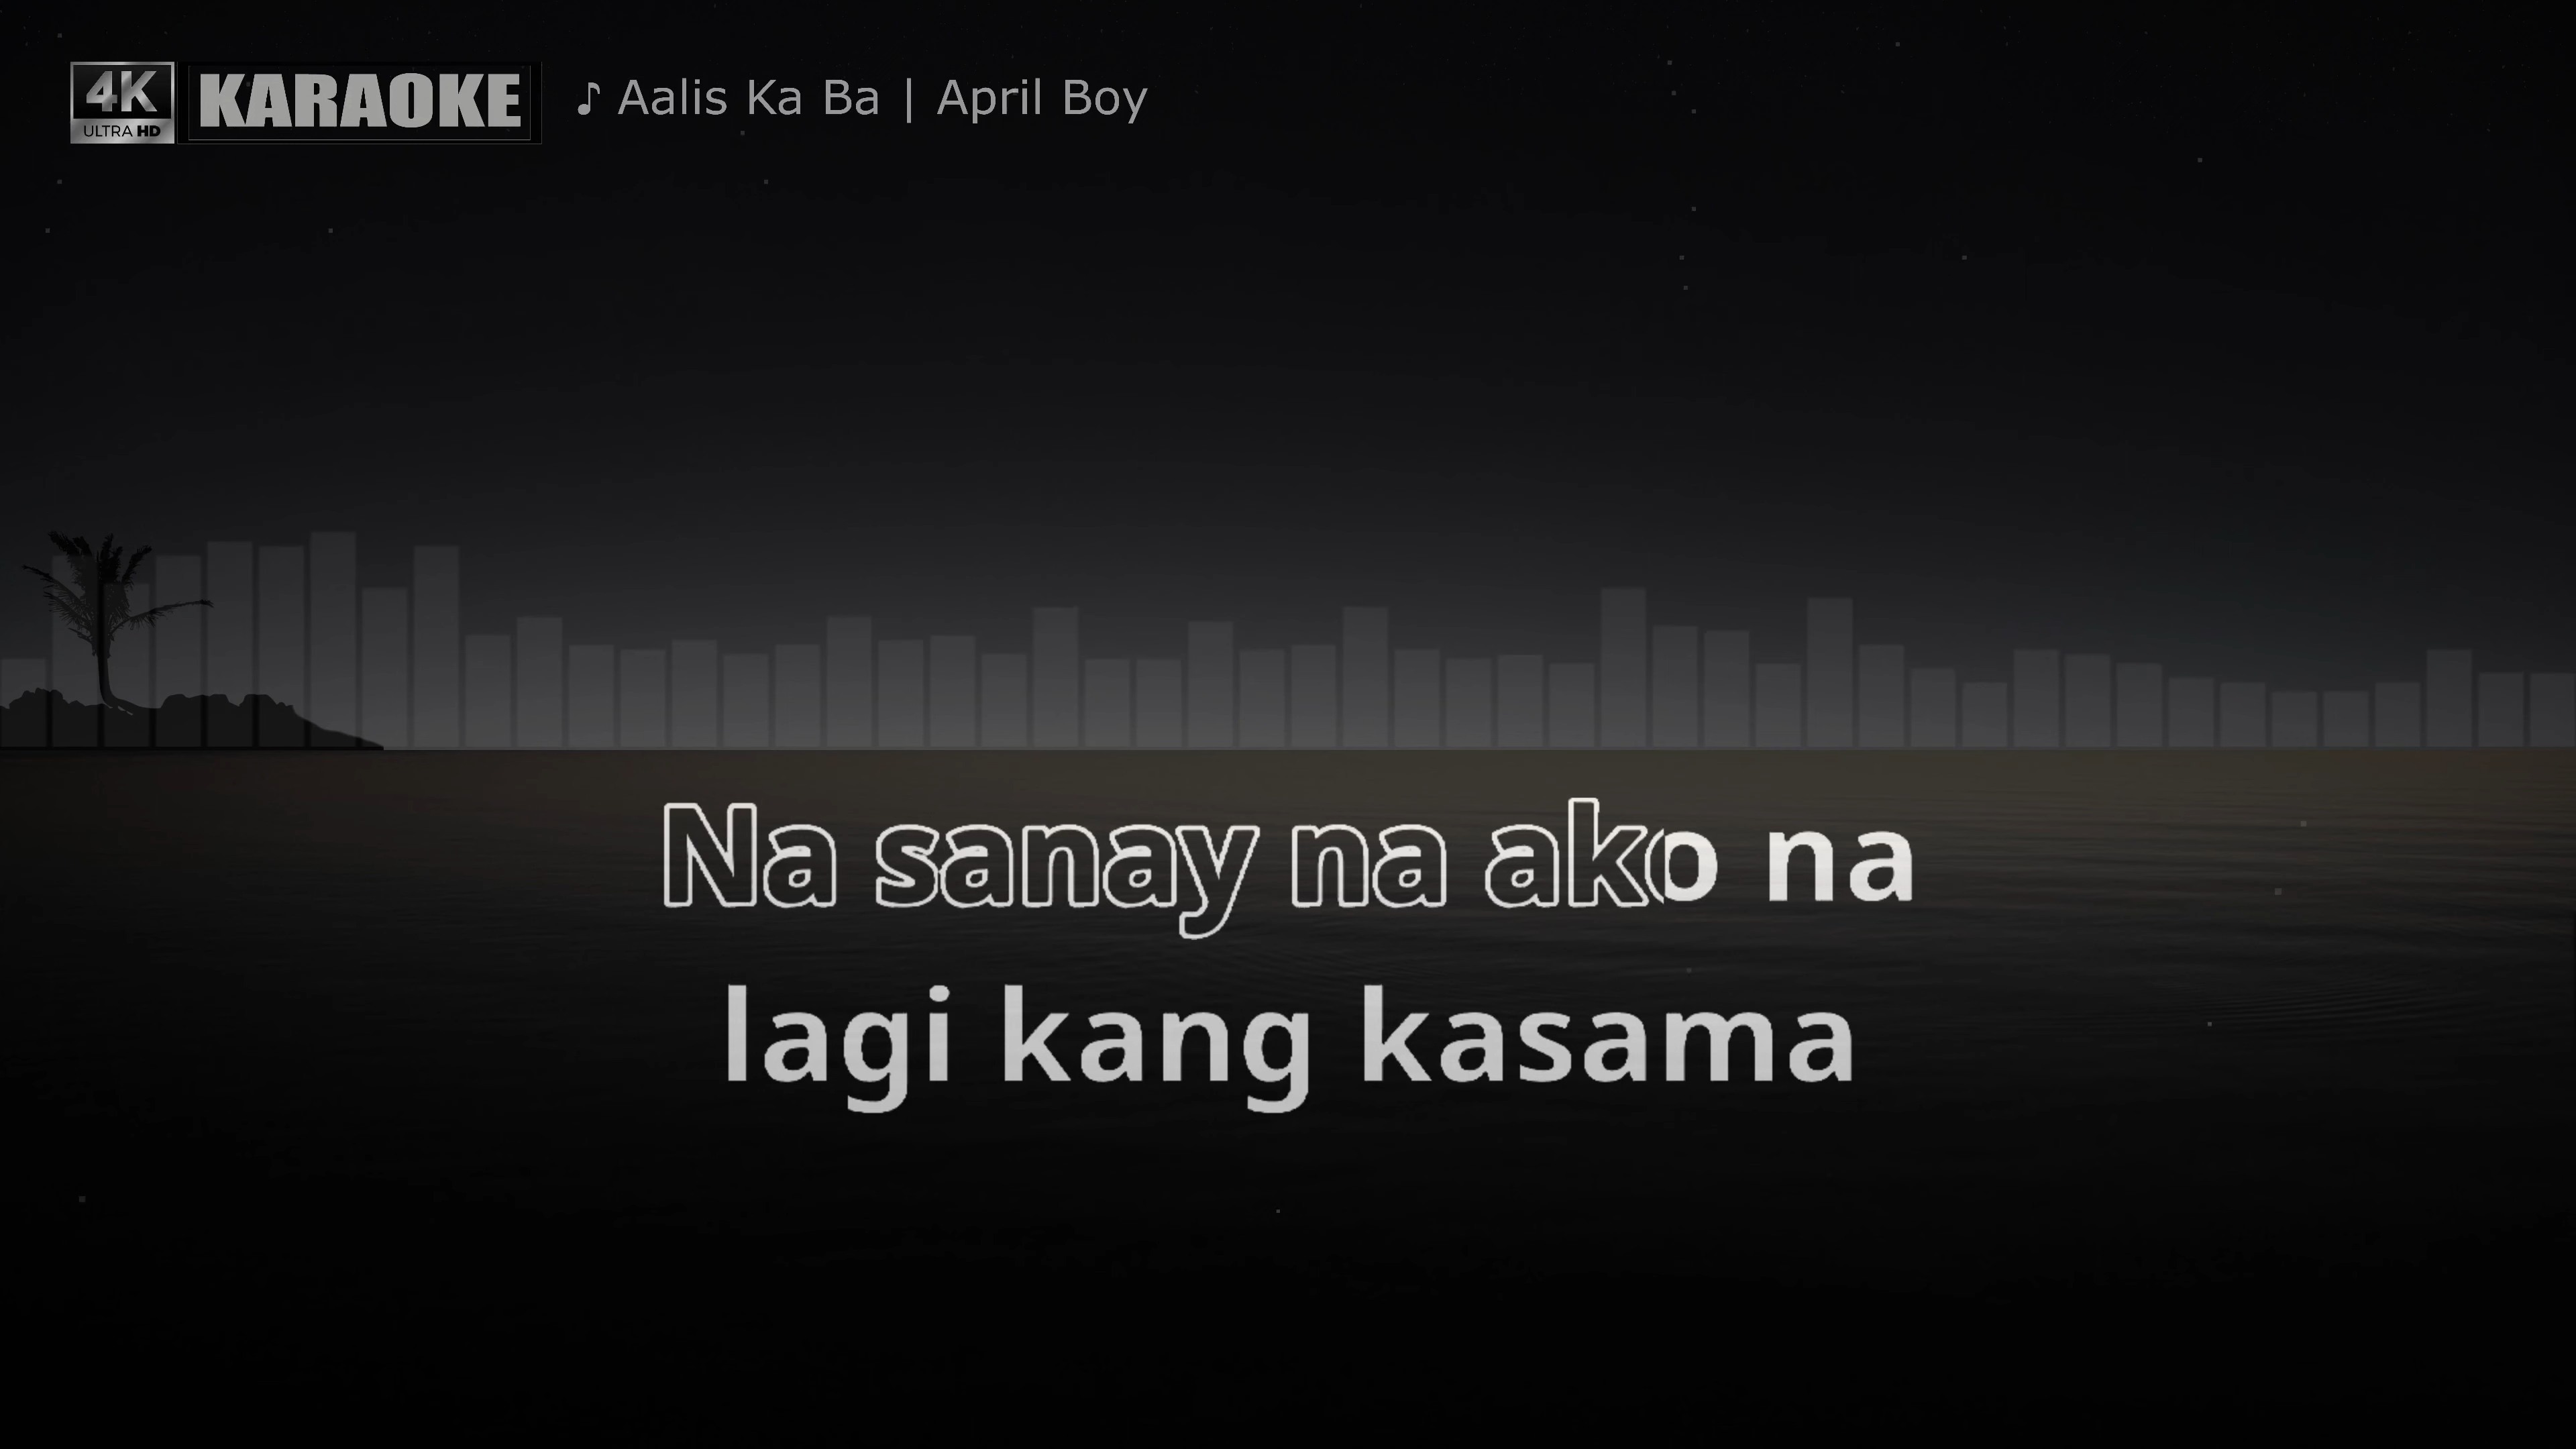 4K ULTRA HD KARAOKE ♪ Aalis Ka Ba | April Boy
Na sanay na ako na
lagi kang kasama